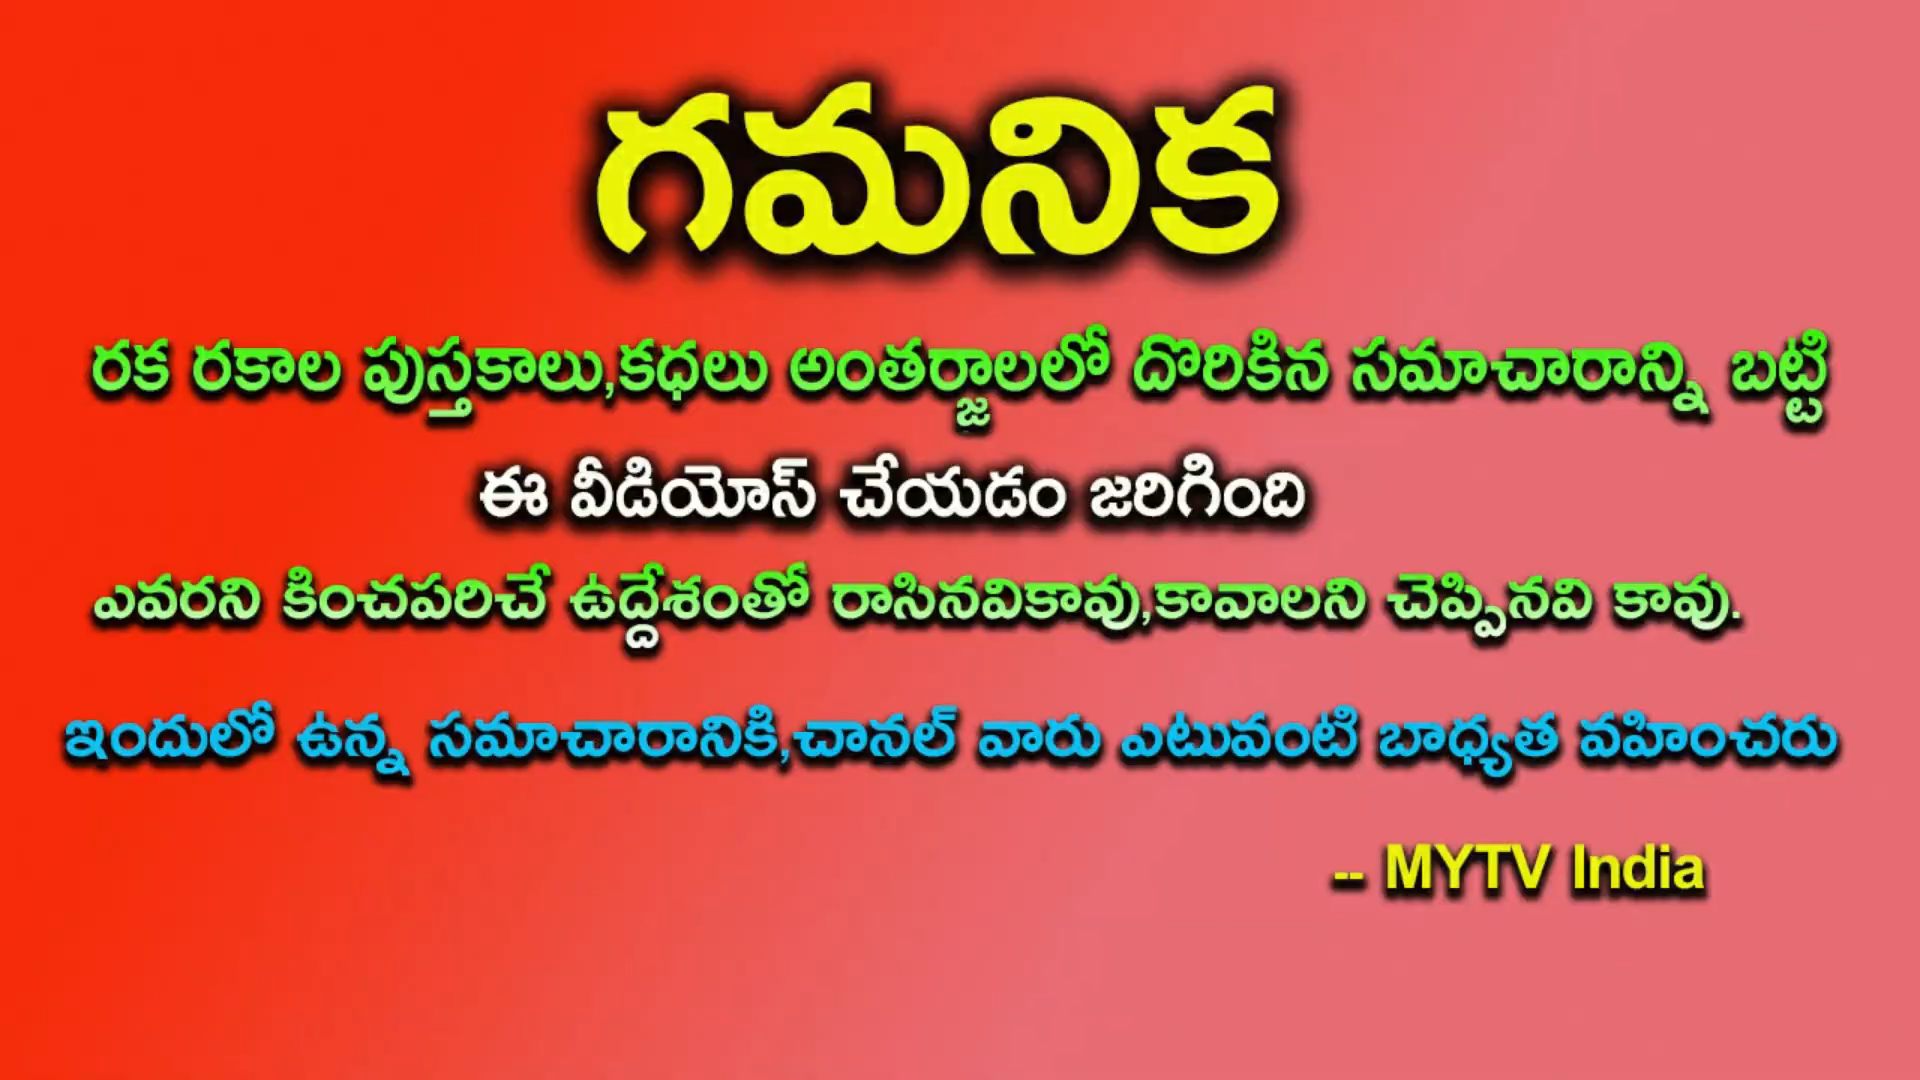 గమనిక
రక రకాల పుస్తకాలు,కధలు అంతర్జాలలో దొరికిన సమాచారాన్ని బట్టి
ఈ వీడియోస్ చేయడం జరిగింది
ఎవరని కించపరిచే ఉద్దేశంతో రాసినవికావు,కావాలని చెప్పినవి కావు.
ఇందులో ఉన్న సమాచారానికి,చానల్ వారు ఎటువంటి బాధ్యత వహించరు
-- MYTV India